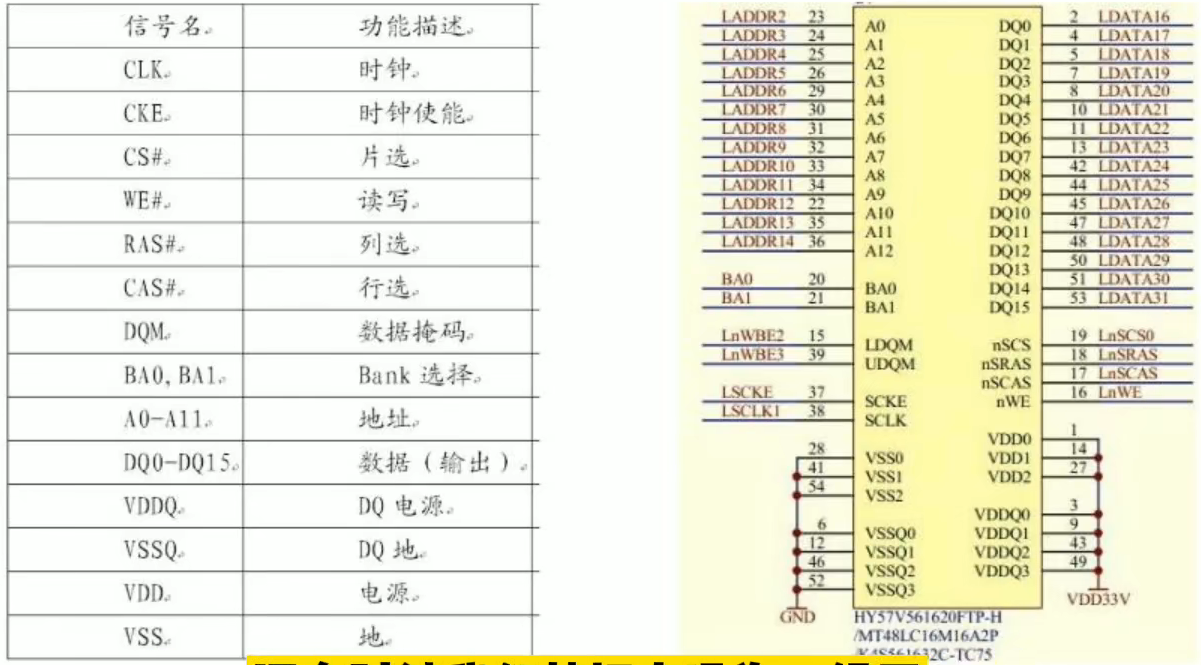 信号名 功能描述
CLK 时钟
CKE 时钟使能
CS# 片选
WE# 读写
RAS# 列选
CAS# 行选
DQM 数据掩码
BA0, BA1 Bank 选择
A0-A11 地址
DQ0-DQ15 数据（输出）
VDDQ DQ 电源
VSSQ DQ 地
VDD 电源
VSS 地
LADDR2 23 A0 DQ0 2 LDATA16
LADDR3 24 A1 DQ1 4 LDATA17
LADDR4 25 A2 DQ2 5 LDATA18
LADDR5 26 A3 DQ3 7 LDATA19
LADDR6 29 A4 DQ4 8 LDATA20
LADDR7 30 A5 DQ5 10 LDATA21
LADDR8 31 A6 DQ6 11 LDATA22
LADDR9 32 A7 DQ7 13 LDATA23
LADDR10 33 A8 DQ8 42 LDATA24
LADDR11 34 A9 DQ9 44 LDATA25
LADDR12 22 A10 DQ10 45 LDATA26
LADDR13 35 A11 DQ11 47 LDATA27
LADDR14 36 A12 DQ12 48 LDATA28
DQ13 50 LDATA29
BA0 20 BA0 DQ14 51 LDATA30
BA1 21 BA1 DQ15 53 LDATA31
LnWBE2 15 LDQM nSCS 19 LnSCS0
LnWBE3 39 UDQM nSRAS 18 LnSRAS
nSCAS 17 LnSCAS
LSCKE 37 SCKE nWE 16 LnWE
LSCLK1 38 SCLK
VDD0 1
28 VSS0 VDD1 14
41 VSS1 VDD2 27
54 VSS2
VDDQ0 3
6 VSSQ0 VDDQ1 9
12 VSSQ1 VDDQ2 43
46 VSSQ2 VDDQ3 49
52 VSSQ3
GND VDD33V
HY57V561620FTP-H
/MT48LC16M16A2P
/K4S561632C-TC75